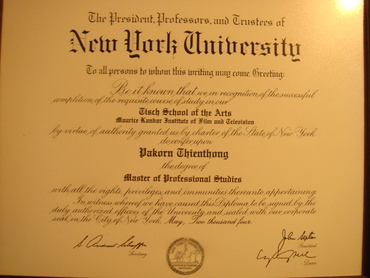 The President, Professors, and Trustees of
New York University
To all persons to whom this writing may come Greeting:
Be it known that we in recognition of the successful
completion of the requisite course of study in our
Tisch School of the Arts
Maurice Kanbar Institute of Film and Television
by virtue of authority granted us by charter of the State of New York
do confer upon
Pakorn Thienthong
the degree of
Master of Professional Studies
with all the rights, privileges, and immunities thereunto appertaining.
In witness whereof we have caused this Diploma to be signed by the
duly authorized officers of the University and sealed with our corporate
seal, in the City of New York, May, Two thousand four.
John Sexton
President
Secretary
Dean